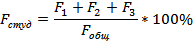 F_студ = (F_1 + F_2 + F_3) / F_общ * 100%